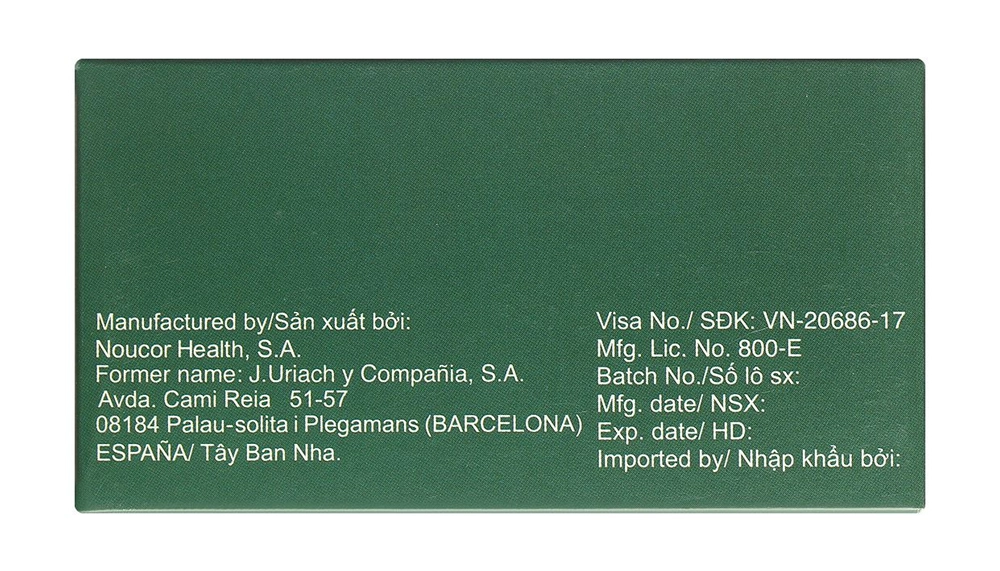 Manufactured by/Sản xuất bởi:
Noucor Health, S.A.
Former name: J.Uriach y Compañia, S.A.
Avda. Cami Reia 51-57
08184 Palau-solita i Plegamans (BARCELONA)
ESPAÑA/ Tây Ban Nha.
Visa No./ SĐK: VN-20686-17
Mfg. Lic. No. 800-E
Batch No./Số lô sx:
Mfg. date/ NSX:
Exp. date/ HD:
Imported by/ Nhập khẩu bởi: